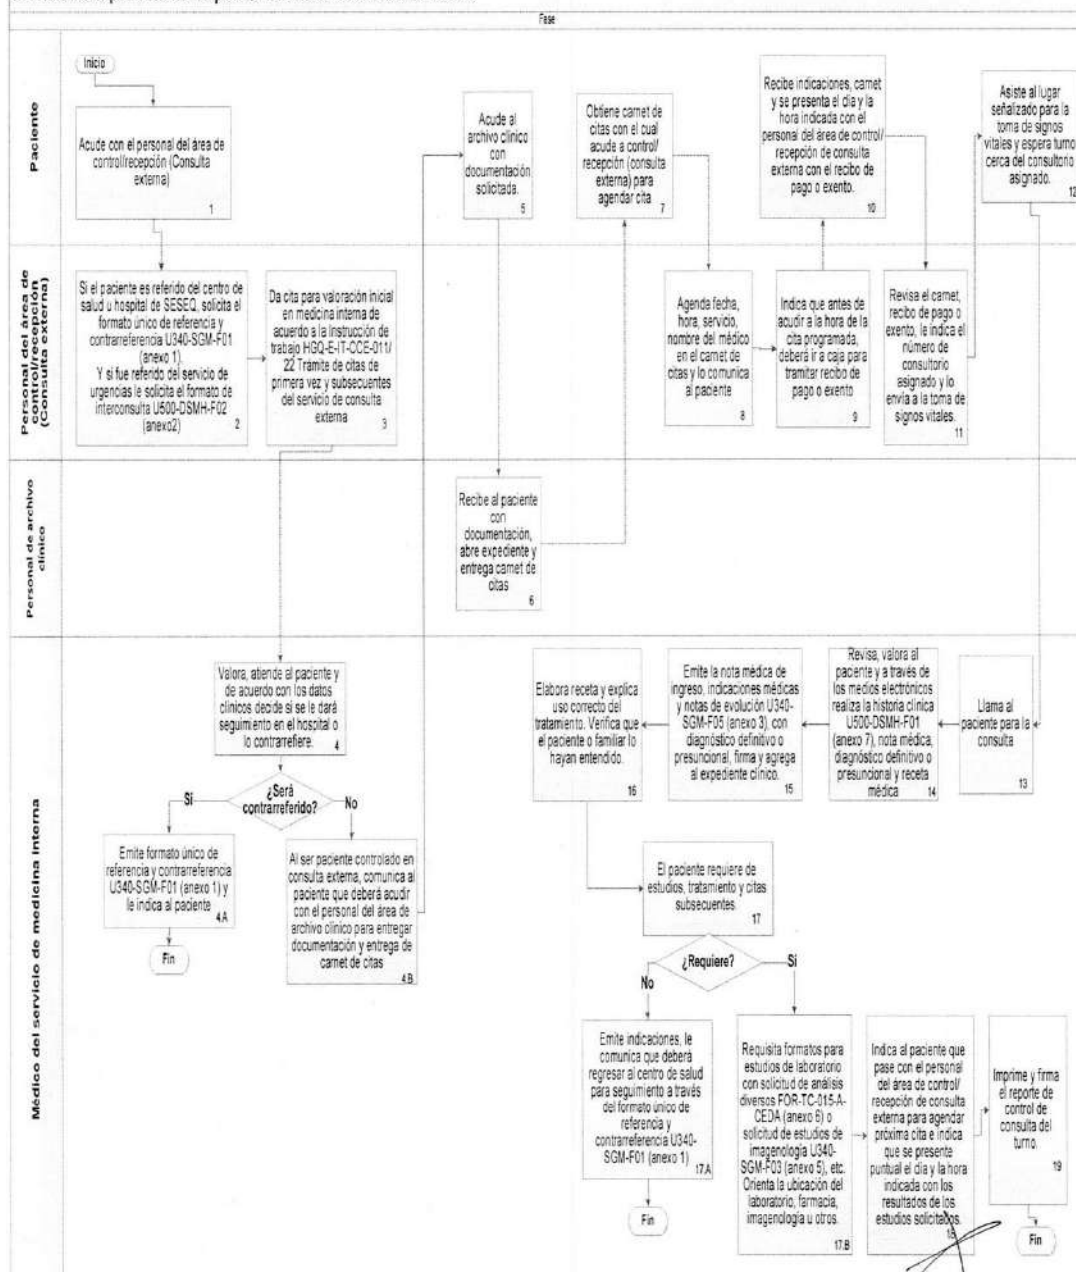 Fase
Paciente
Inicio
Acude con el personal del área de
control/recepción (Consulta
externa)
1
Acude al
archivo clínico
con
documentación
solicitada.
5
Obtiene carnet de
citas con el cual
acude a control/
recepción (consulta
externa) para
agendar cita
7
Recibe indicaciones, carnet
y se presenta el día y la
hora indicada con el
personal del área de control/
recepción de consulta
externa con el recibo de
pago o exento.
10
Asiste al lugar
señalizado para la
toma de signos
vitales y espera turno
cerca del consultorio
asignado.
12
Personal del área de
control/recepción
(Consulta externa)
Si el paciente es referido del centro de
salud u hospital de SESEQ, solicita el
formato único de referencia y
contrarreferencia U340-SGM-F01
(anexo 1).
Y si fue referido del servicio de
urgencias le solicita el formato de
interconsulta U500-DSMH-F02
(anexo2)
2
Da cita para valoración inicial
en medicina interna de
acuerdo a la Instrucción de
trabajo HGQ-E-IT-CCE-011/
22 Trámite de citas de
primera vez y subsecuentes
del servicio de consulta
externa
3
Agenda fecha,
hora, servicio,
nombre del médico
en el carnet de
citas y lo comunica
al paciente
8
Indica que antes de
acudir a la hora de la
cita programada,
deberá ir a caja para
tramitar recibo de
pago o exento
9
Revisa el carnet,
recibo de pago o
exento, le indica el
número de
consultorio
asignado y lo
envía a la toma de
signos vitales.
11
Personal de archivo
clínico
Recibe al paciente
con
documentación,
abre expediente y
entrega carnet de
citas
6
Médico del servicio de medicina interna
Valora, atiende al paciente y
de acuerdo con los datos
clínicos decide si se le dará
seguimiento en el hospital o
lo contrarrefiere.
4
¿Será
contrarreferido?
Si
No
Emite formato único de
referencia y contrarreferencia
U340-SGM-F01 (anexo 1) y
le indica al paciente
4.A
Fin
Al ser paciente controlado en
consulta externa, comunica al
paciente que deberá acudir
con el personal del área de
archivo clínico para entregar
documentación y entrega de
carnet de citas
4.B
Llama al
paciente para la
consulta
13
Revisa, valora al
paciente y a través de
los medios electrónicos
realiza la historia clínica
U500-DSMH-F01
(anexo 7), nota médica,
diagnóstico definitivo o
presuncional y receta
médica
14
Emite la nota médica de
ingreso, indicaciones médicas
y notas de evolución U340-
SGM-F05 (anexo 3), con
diagnóstico definitivo o
presuncional, firma y agrega
al expediente clínico.
15
Elabora receta y explica
uso correcto del
tratamiento. Verifica que
el paciente o familiar lo
hayan entendido.
16
El paciente requiere de
estudios, tratamiento y citas
subsecuentes.
17
¿Requiere?
No
Si
Emite indicaciones, le
comunica que deberá
regresar al centro de salud
para seguimiento a través
del formato único de
referencia y
contrarreferencia U340-
SGM-F01 (anexo 1)
17.A
Fin
Requisita formatos para
estudios de laboratorio
con solicitud de análisis
diversos FOR-TC-015-A-
CEDA (anexo 6) o
solicitud de estudios de
imagenología U340-
SGM-F03 (anexo 5), etc.
Orienta la ubicación del
laboratorio, farmacia,
imagenología u otros.
17.B
Indica al paciente que
pase con el personal
del área de control/
recepción de consulta
externa para agendar
próxima cita e indica
que se presente
puntual el día y la hora
indicada con los
resultados de los
estudios solicitados.
18
Imprime y firma
el reporte de
control de
consulta del
turno.
19
Fin